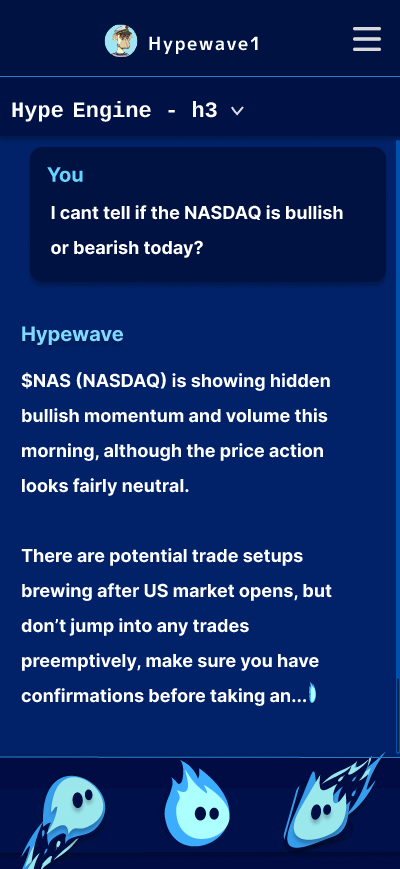 Hypewave1
Hype Engine - h3
You
I cant tell if the NASDAQ is bullish
or bearish today?
Hypewave
$NAS (NASDAQ) is showing hidden
bullish momentum and volume this
morning, although the price action
looks fairly neutral.
There are potential trade setups
brewing after US market opens, but
don’t jump into any trades
preemptively, make sure you have
confirmations before taking an...